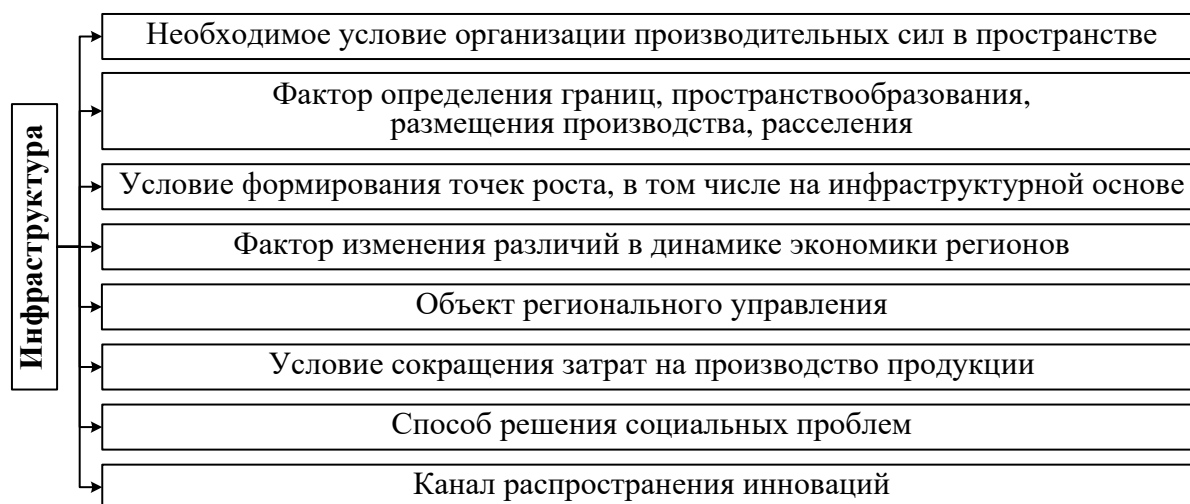 Инфраструктура
Необходимое условие организации производительных сил в пространстве
Фактор определения границ, пространствообразования,
размещения производства, расселения
Условие формирования точек роста, в том числе на инфраструктурной основе
Фактор изменения различий в динамике экономики регионов
Объект регионального управления
Условие сокращения затрат на производство продукции
Способ решения социальных проблем
Канал распространения инноваций